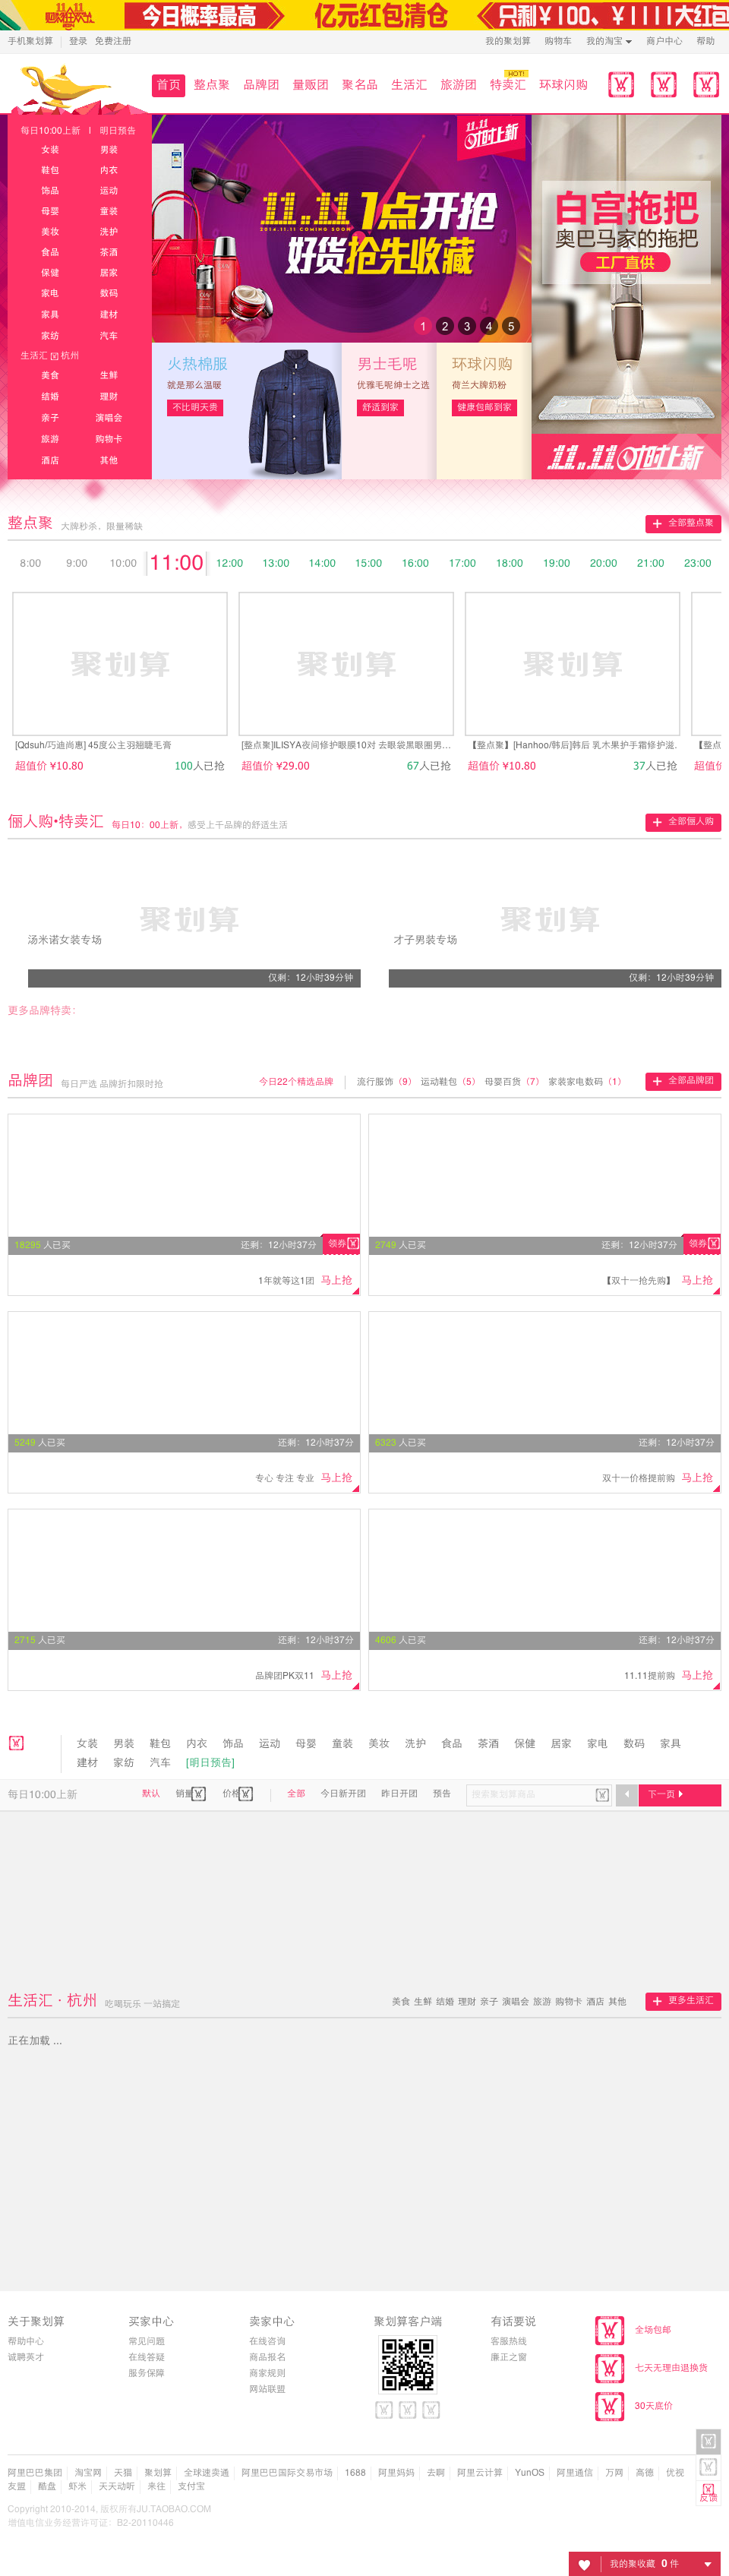 今日概率最高 亿元红包清仓 只剩1天大红
手机聚划算 登录 免费注册 我的聚划算 购物车 我的淘宝 商户中心 帮助
首页 整点聚 品牌团 量贩团 聚名品 生活汇 旅游团 特卖汇 HOT! 环球闪购
每日10:00上新 | 明日预告
女装 男装
鞋包 内衣
饰品 运动
母婴 童装
美妆 洗护
食品 茶酒
保健 居家
家电 数码
家具 建材
家纺 汽车
生活汇 杭州
美食 生鲜
结婚 理财
亲子 演唱会
旅游 购物卡
酒店 其他
11.11 0时上新
11.11 1点开抢
2014.11.11 COMING SOON
好货抢先收藏
1 2 3 4 5
白宫拖把
奥巴马家的拖把
工厂直供
11.11 0时上新
火热棉服
就是那么温暖
不比明天贵
男士毛呢
优雅毛呢绅士之选
舒适到家
环球闪购
荷兰大牌奶粉
健康包邮到家
整点聚 大牌秒杀，限量稀缺 + 全部整点聚
8:00 9:00 10:00 11:00 12:00 13:00 14:00 15:00 16:00 17:00 18:00 19:00 20:00 21:00 23:00
聚划算 聚划算 聚划算
[Qdsuh/巧迪尚惠] 45度公主羽翘睫毛膏 [整点聚]ILISYA夜间修护眼膜10对 去眼袋黑眼圈男... 【整点聚】[Hanhoo/韩后]韩后 乳木果护手霜修护滋. 【整点
超值价 ¥10.80 100人已抢 超值价 ¥29.00 67人已抢 超值价 ¥10.80 37人已抢 超值价
俪人购•特卖汇 每日10：00上新，感受上千品牌的舒适生活 + 全部俪人购
聚划算 聚划算
汤米诺女装专场 才子男装专场
仅剩：12小时39分钟 仅剩：12小时39分钟
更多品牌特卖：
品牌团 每日严选 品牌折扣限时抢 今日22个精选品牌 流行服饰（9） 运动鞋包（5） 母婴百货（7） 家装家电数码（1） + 全部品牌团
18295 人已买 还剩：12小时37分 领券 2749 人已买 还剩：12小时37分 领券
1年就等这1团 马上抢 【双十一抢先购】 马上抢
5249 人已买 还剩：12小时37分 6323 人已买 还剩：12小时37分
专心 专注 专业 马上抢 双十一价格提前购 马上抢
2715 人已买 还剩：12小时37分 4606 人已买 还剩：12小时37分
品牌团PK双11 马上抢 11.11提前购 马上抢
女装 男装 鞋包 内衣 饰品 运动 母婴 童装 美妆 洗护 食品 茶酒 保健 居家 家电 数码 家具
建材 家纺 汽车 [明日预告]
每日10:00上新 默认 销量 价格 全部 今日新开团 昨日开团 预告 搜索聚划算商品 下一页
生活汇 · 杭州 吃喝玩乐 一站搞定 美食 生鲜 结婚 理财 亲子 演唱会 旅游 购物卡 酒店 其他 + 更多生活汇
正在加载 ...
关于聚划算 买家中心 卖家中心 聚划算客户端 有话要说
帮助中心 常见问题 在线咨询 客服热线
诚聘英才 在线答疑 商品报名 廉正之窗
服务保障 商家规则
网站联盟
全场包邮
七天无理由退换货
30天底价
阿里巴巴集团 淘宝网 天猫 聚划算 全球速卖通 阿里巴巴国际交易市场 1688 阿里妈妈 去啊 阿里云计算 YunOS 阿里通信 万网 高德 优视
友盟 酷盘 虾米 天天动听 来往 支付宝
反馈
Copyright 2010-2014, 版权所有JU.TAOBAO.COM
增值电信业务经营许可证：B2-20110446
我的聚收藏 0 件